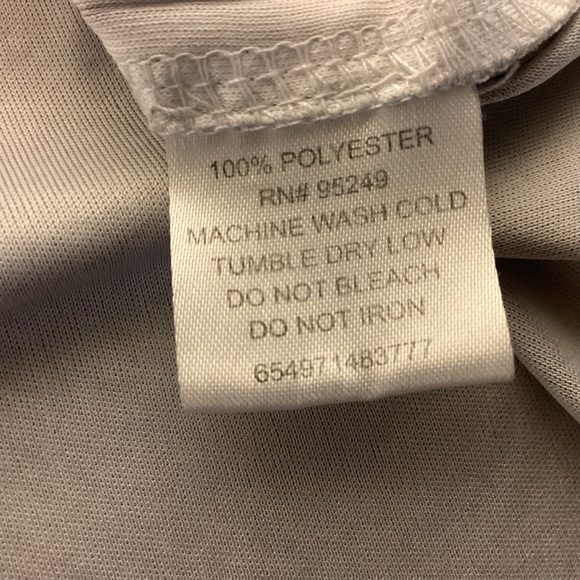 100% POLYESTER
RN# 95249
MACHINE WASH COLD
TUMBLE DRY LOW
DO NOT BLEACH
DO NOT IRON
654971483777